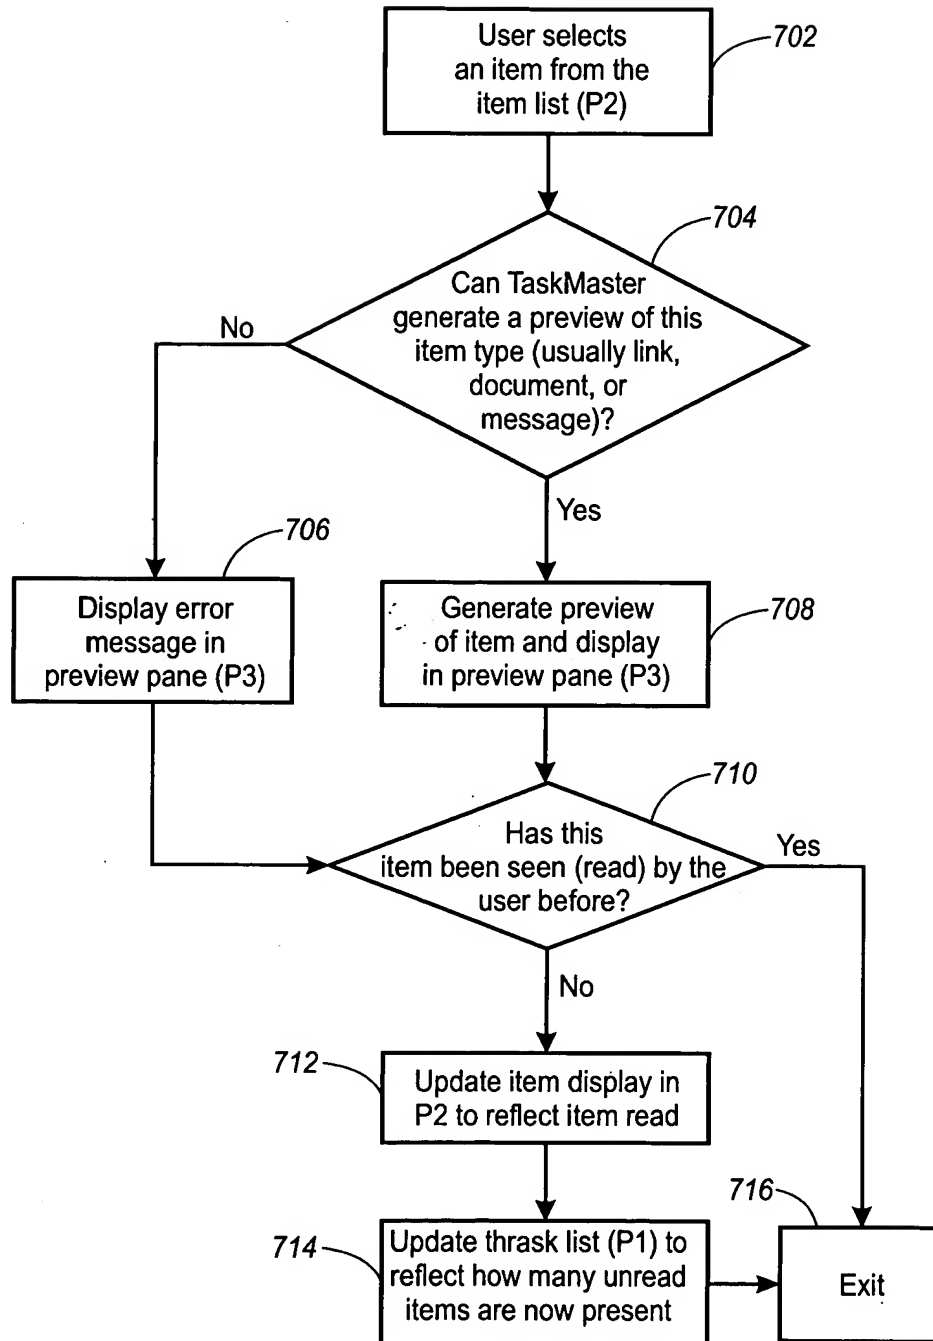 User selects
an item from the
item list (P2)
702
704
Can TaskMaster
generate a preview of this
item type (usually link,
document, or
message)?
No
Yes
706
Display error
message in
preview pane (P3)
Generate preview
of item and display
in preview pane (P3)
708
710
Has this
item been seen (read) by the
user before?
Yes
No
712
Update item display in
P2 to reflect item read
714
Update thrask list (P1) to
reflect how many unread
items are now present
716
Exit